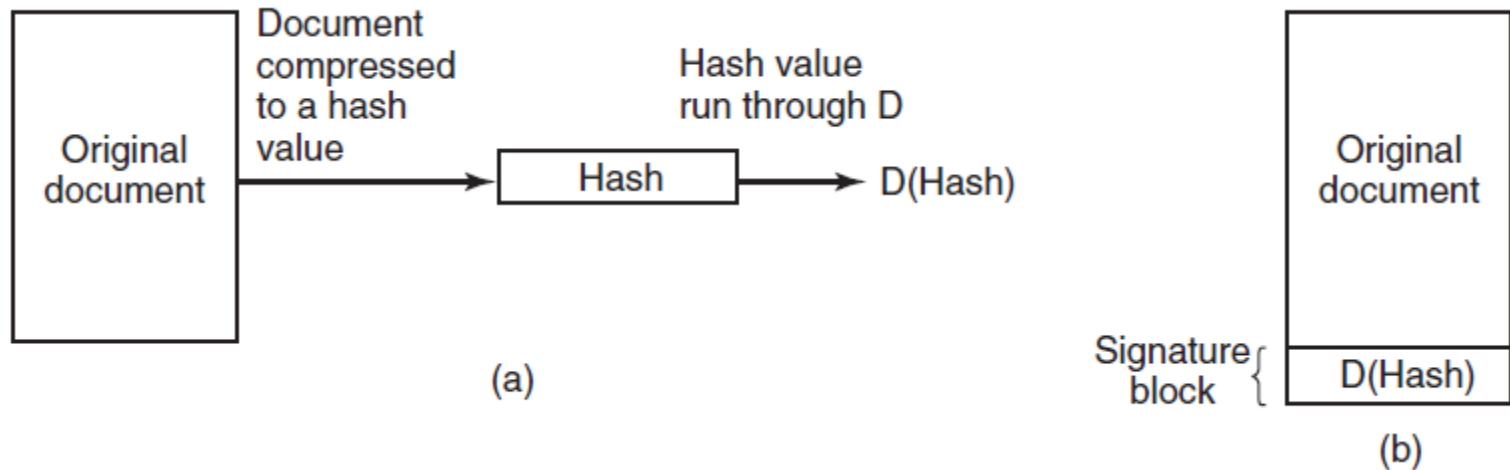 Original
document
Document
compressed
to a hash
value
Hash
Hash value
run through D
D(Hash)
(a)
Original
document
Signature
block
D(Hash)
(b)